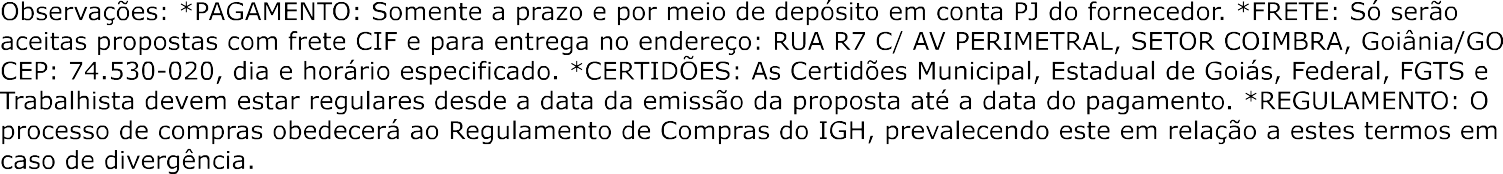 Observações: *PAGAMENTO: Somente a prazo e por meio de depósito em conta PJ do fornecedor. *FRETE: Só serão
aceitas propostas com frete CIF e para entrega no endereço: RUA R7 C/ AV PERIMETRAL, SETOR COIMBRA, Goiânia/GO
CEP: 74.530-020, dia e horário especificado. *CERTIDÕES: As Certidões Municipal, Estadual de Goiás, Federal, FGTS e
Trabalhista devem estar regulares desde a data da emissão da proposta até a data do pagamento. *REGULAMENTO: O
processo de compras obedecerá ao Regulamento de Compras do IGH, prevalecendo este em relação a estes termos em
caso de divergência.